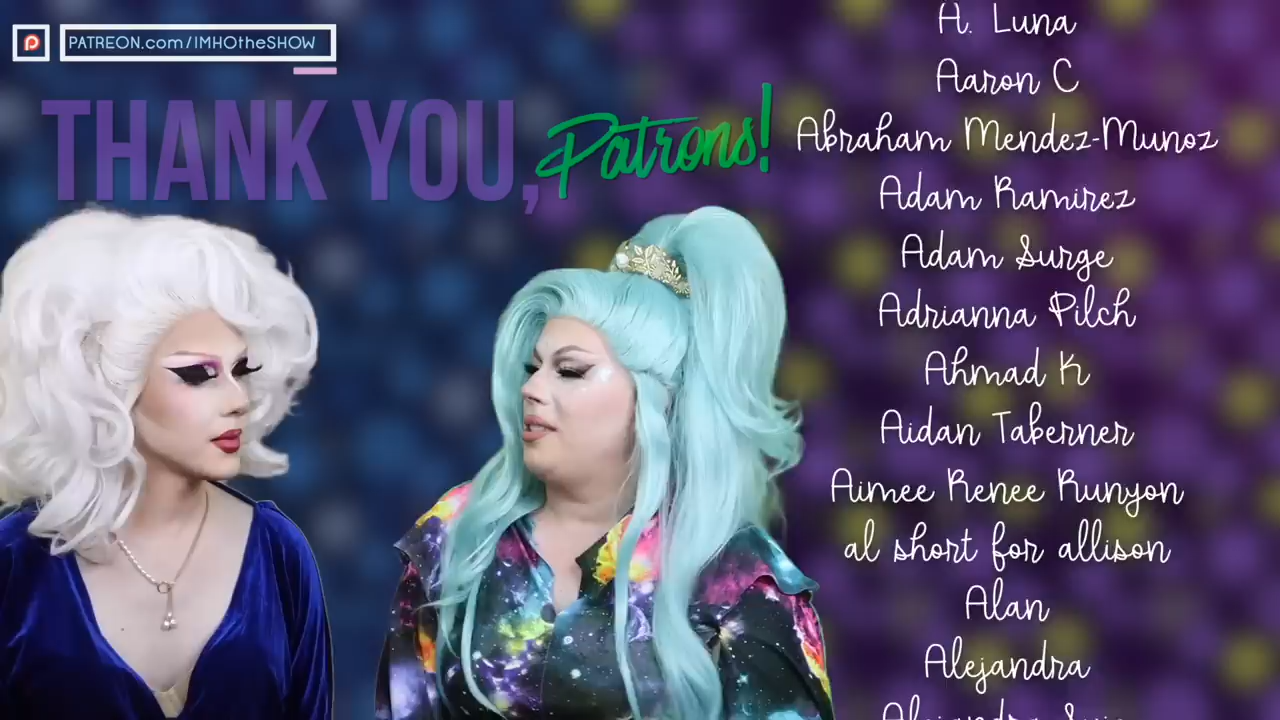 PATREON.com/IMHOtheSHOW
THANK YOU, Patrons!
A. Luna
Aaron C
Abraham Mendez-Munoz
Adam Ramirez
Adam Surge
Adrianna Pilch
Ahmad K
Aidan Taberner
Aimee Renee Runyon
al short for allison
Alan
Alejandra
Alejandra